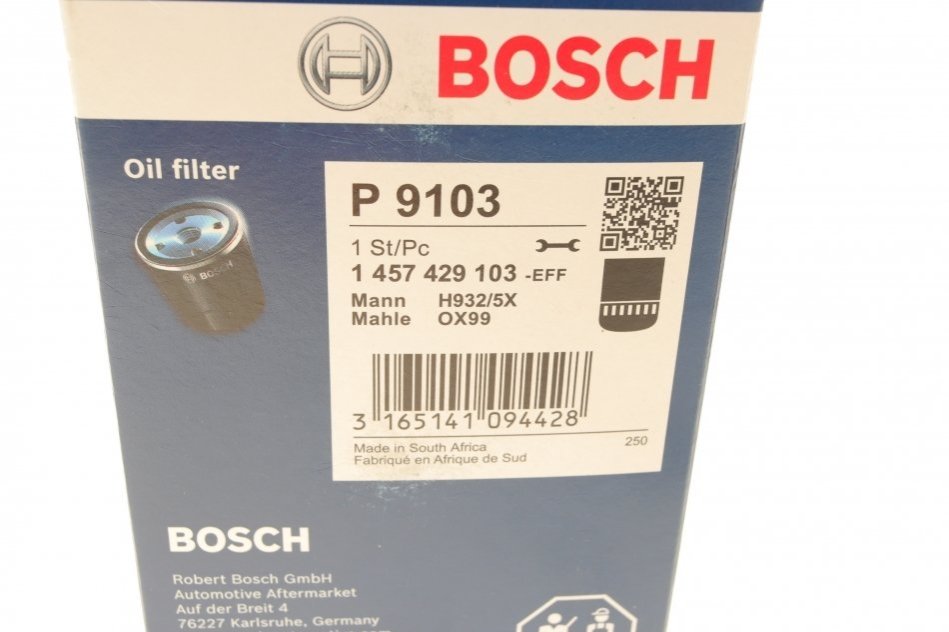 BOSCH
Oil filter
BOSCH
P 9103
1 St/Pc
1 457 429 103 -EFF
Mann H932/5X
Mahle OX99
3 165141 094428
Made in South Africa 250
Fabriqué en Afrique de Sud
BOSCH
Robert Bosch GmbH
Automotive Aftermarket
Auf der Breit 4
76227 Karlsruhe, Germany